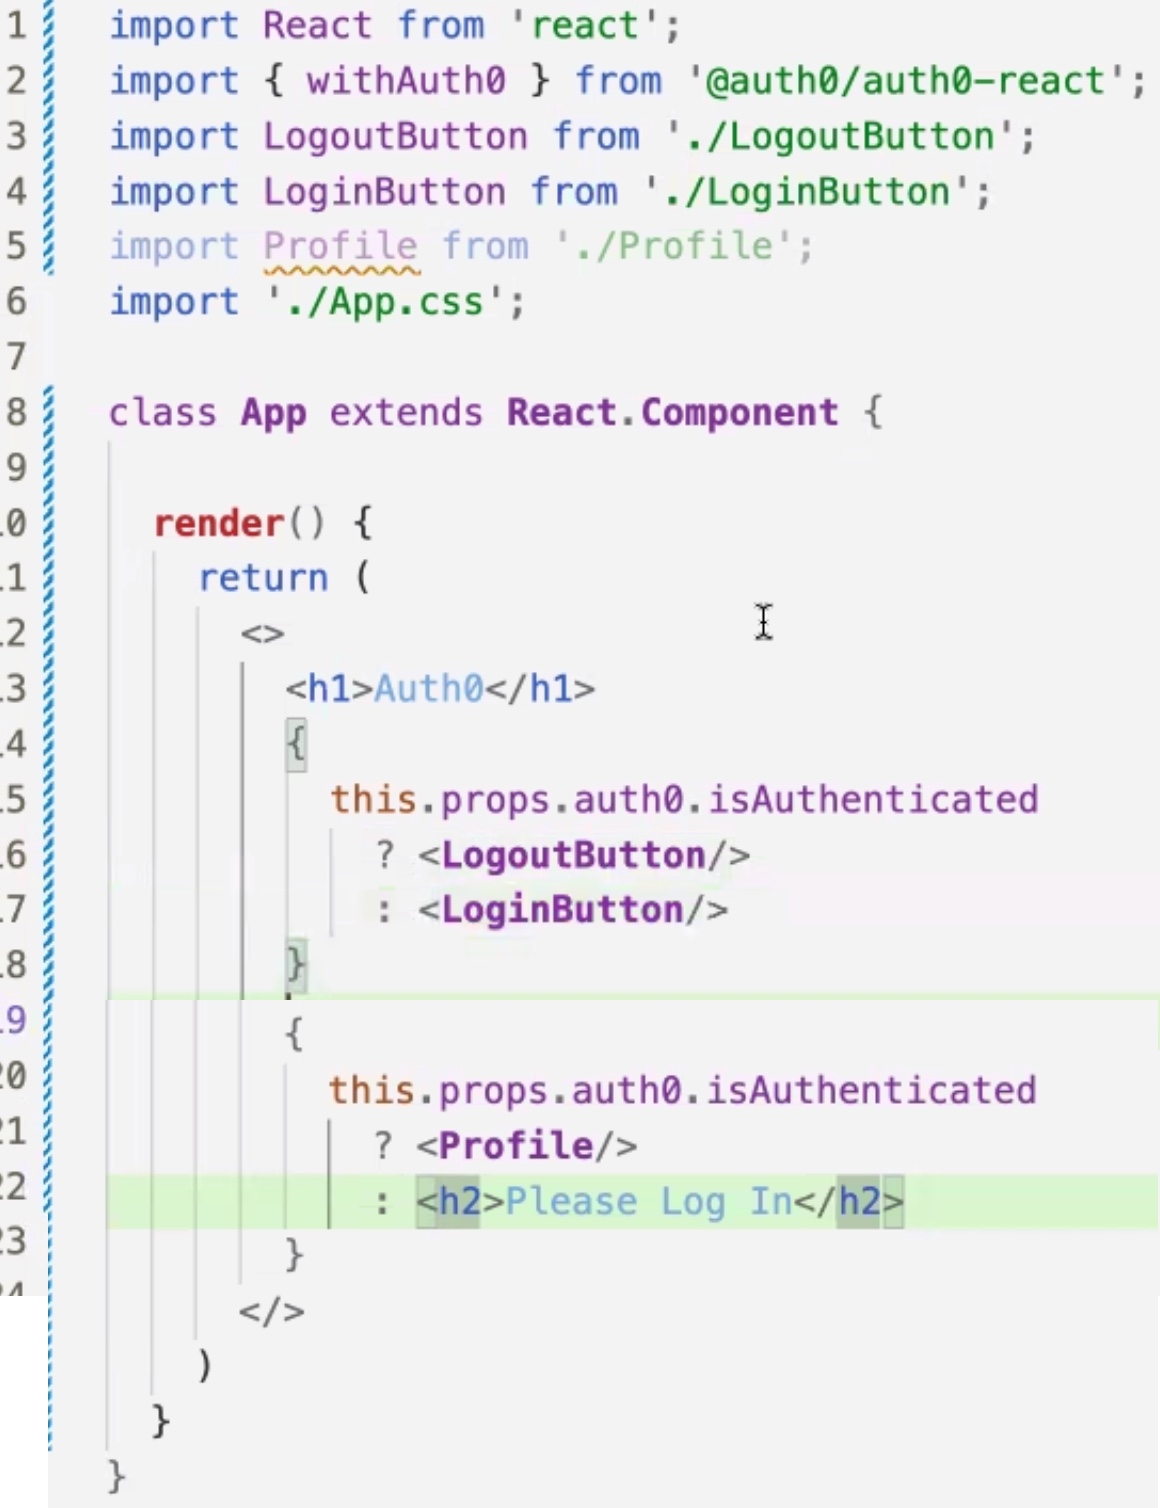 1 import React from 'react';
2 import { withAuth0 } from '@auth0/auth0-react';
3 import LogoutButton from './LogoutButton';
4 import LoginButton from './LoginButton';
5 import Profile from './Profile';
6 import './App.css';
7
8 class App extends React.Component {
9
10 render() {
11 return (
12 <>
13 <h1>Auth0</h1>
14 {
15 this.props.auth0.isAuthenticated
16 ? <LogoutButton/>
17 : <LoginButton/>
18 }
19 {
20 this.props.auth0.isAuthenticated
21 ? <Profile/>
22 : <h2>Please Log In</h2>
23 }
24 </>
)
}
}